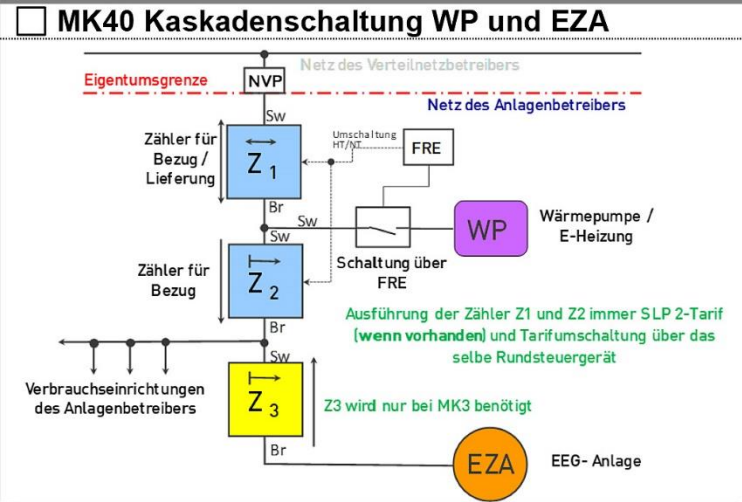 MK40 Kaskadenschaltung WP und EZA
Netz des Verteilnetzbetreibers
Eigentumsgrenze
NVP
Netz des Anlagenbetreibers
Sw
Zähler für
Bezug /
Lieferung
Z 1
Umschaltung
HT/NT
FRE
Br
Sw
Sw
WP
Wärmepumpe /
E-Heizung
Schaltung über
FRE
Zähler für
Bezug
Z 2
Br
Ausführung der Zähler Z1 und Z2 immer SLP 2-Tarif
(wenn vorhanden) und Tarifumschaltung über das
selbe Rundsteuergerät
Sw
Verbrauchseinrichtungen
des Anlagenbetreibers
Z 3
Z3 wird nur bei MK3 benötigt
Br
EZA
EEG- Anlage